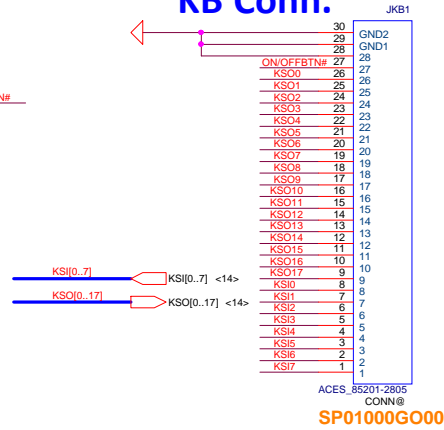 KB Conn.
JKB1
30 GND2
29 GND1
28 28
ON/OFFBTN# 27 27
KSO0 26 26
KSO1 25 25
KSO2 24 24
KSO3 23 23
KSO4 22 22
KSO5 21 21
KSO6 20 20
KSO7 19 19
KSO8 18 18
KSO9 17 17
KSO10 16 16
KSO11 15 15
KSO12 14 14
KSO13 13 13
KSO14 12 12
KSO15 11 11
KSO16 10 10
KSO17 9 9
KSI0 8 8
KSI1 7 7
KSI2 6 6
KSI3 5 5
KSI4 4 4
KSI5 3 3
KSI6 2 2
KSI7 1 1
N#
KSI[0..7] KSI[0..7] <14>
KSO[0..17] KSO[0..17] <14>
ACES_85201-2805
CONN@
SP01000GO00